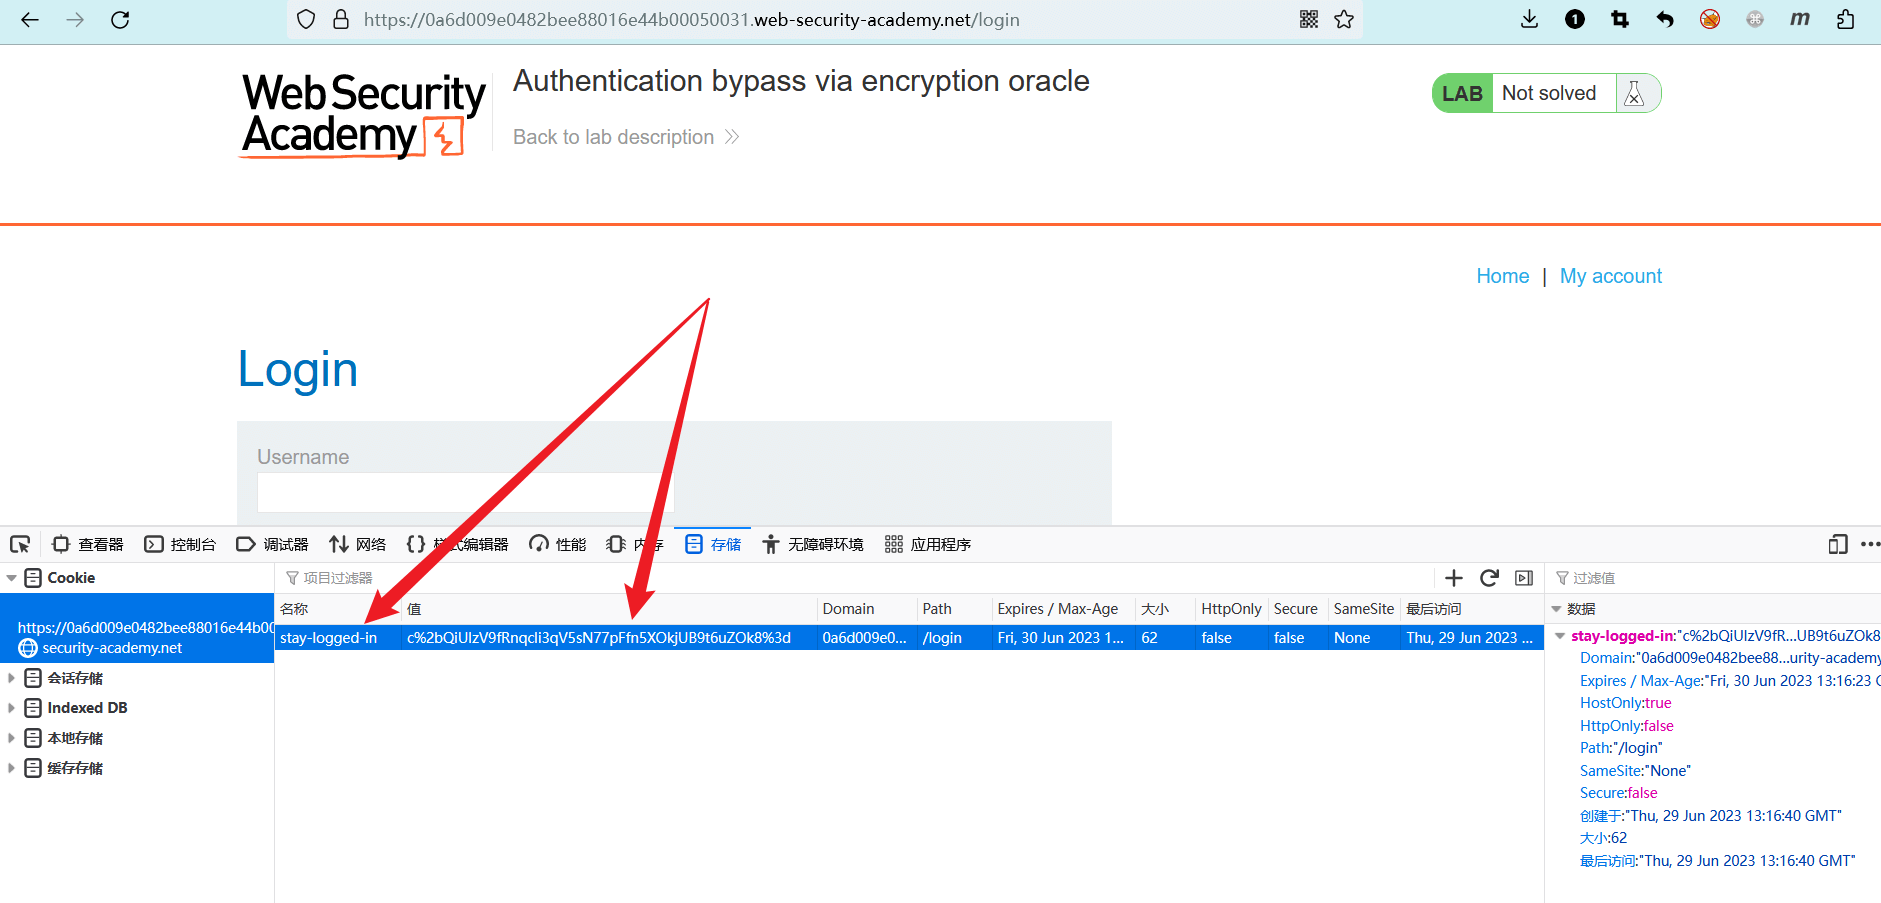 https://0a6d009e0482bee88016e44b00050031.web-security-academy.net/login
1
m
Web Security
Academy
Authentication bypass via encryption oracle
Back to lab description
LAB Not solved
Home | My account
Login
Username
查看器 控制台 调试器 网络 样式编辑器 性能 内存 存储 无障碍环境 应用程序
Cookie
项目过滤器
过滤值
名称 值 Domain Path Expires / Max-Age 大小 HttpOnly Secure SameSite 最后访问
数据
https://0a6d009e0482bee88016e44b00
security-academy.net
stay-logged-in c%2bQiUlzV9fRnqcIi3qV5sN77pFfn5XOkjUB9t6uZOk8%3d 0a6d009e0... /login Fri, 30 Jun 2023 1... 62 false false None Thu, 29 Jun 2023 ...
stay-logged-in:"c%2bQiUlzV9fR...UB9t6uZOk8
Domain:"0a6d009e0482bee88...urity-academy
Expires / Max-Age:"Fri, 30 Jun 2023 13:16:23 G
HostOnly:true
HttpOnly:false
Path:"/login"
SameSite:"None"
Secure:false
创建于:"Thu, 29 Jun 2023 13:16:40 GMT"
大小:62
最后访问:"Thu, 29 Jun 2023 13:16:40 GMT"
会话存储
Indexed DB
本地存储
缓存存储